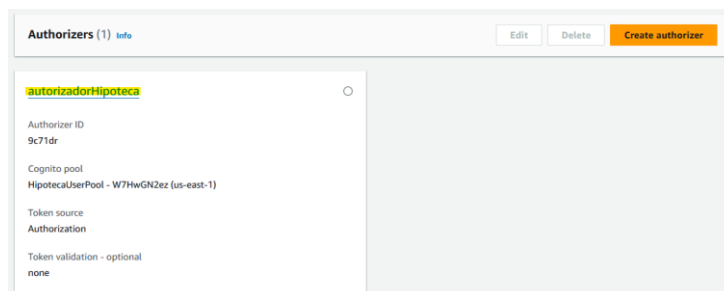 Authorizers (1) Info
Edit
Delete
Create authorizer
autorizadorHipoteca
Authorizer ID
9c71dr
Cognito pool
HipotecaUserPool - W7HwGN2ez (us-east-1)
Token source
Authorization
Token validation - optional
none